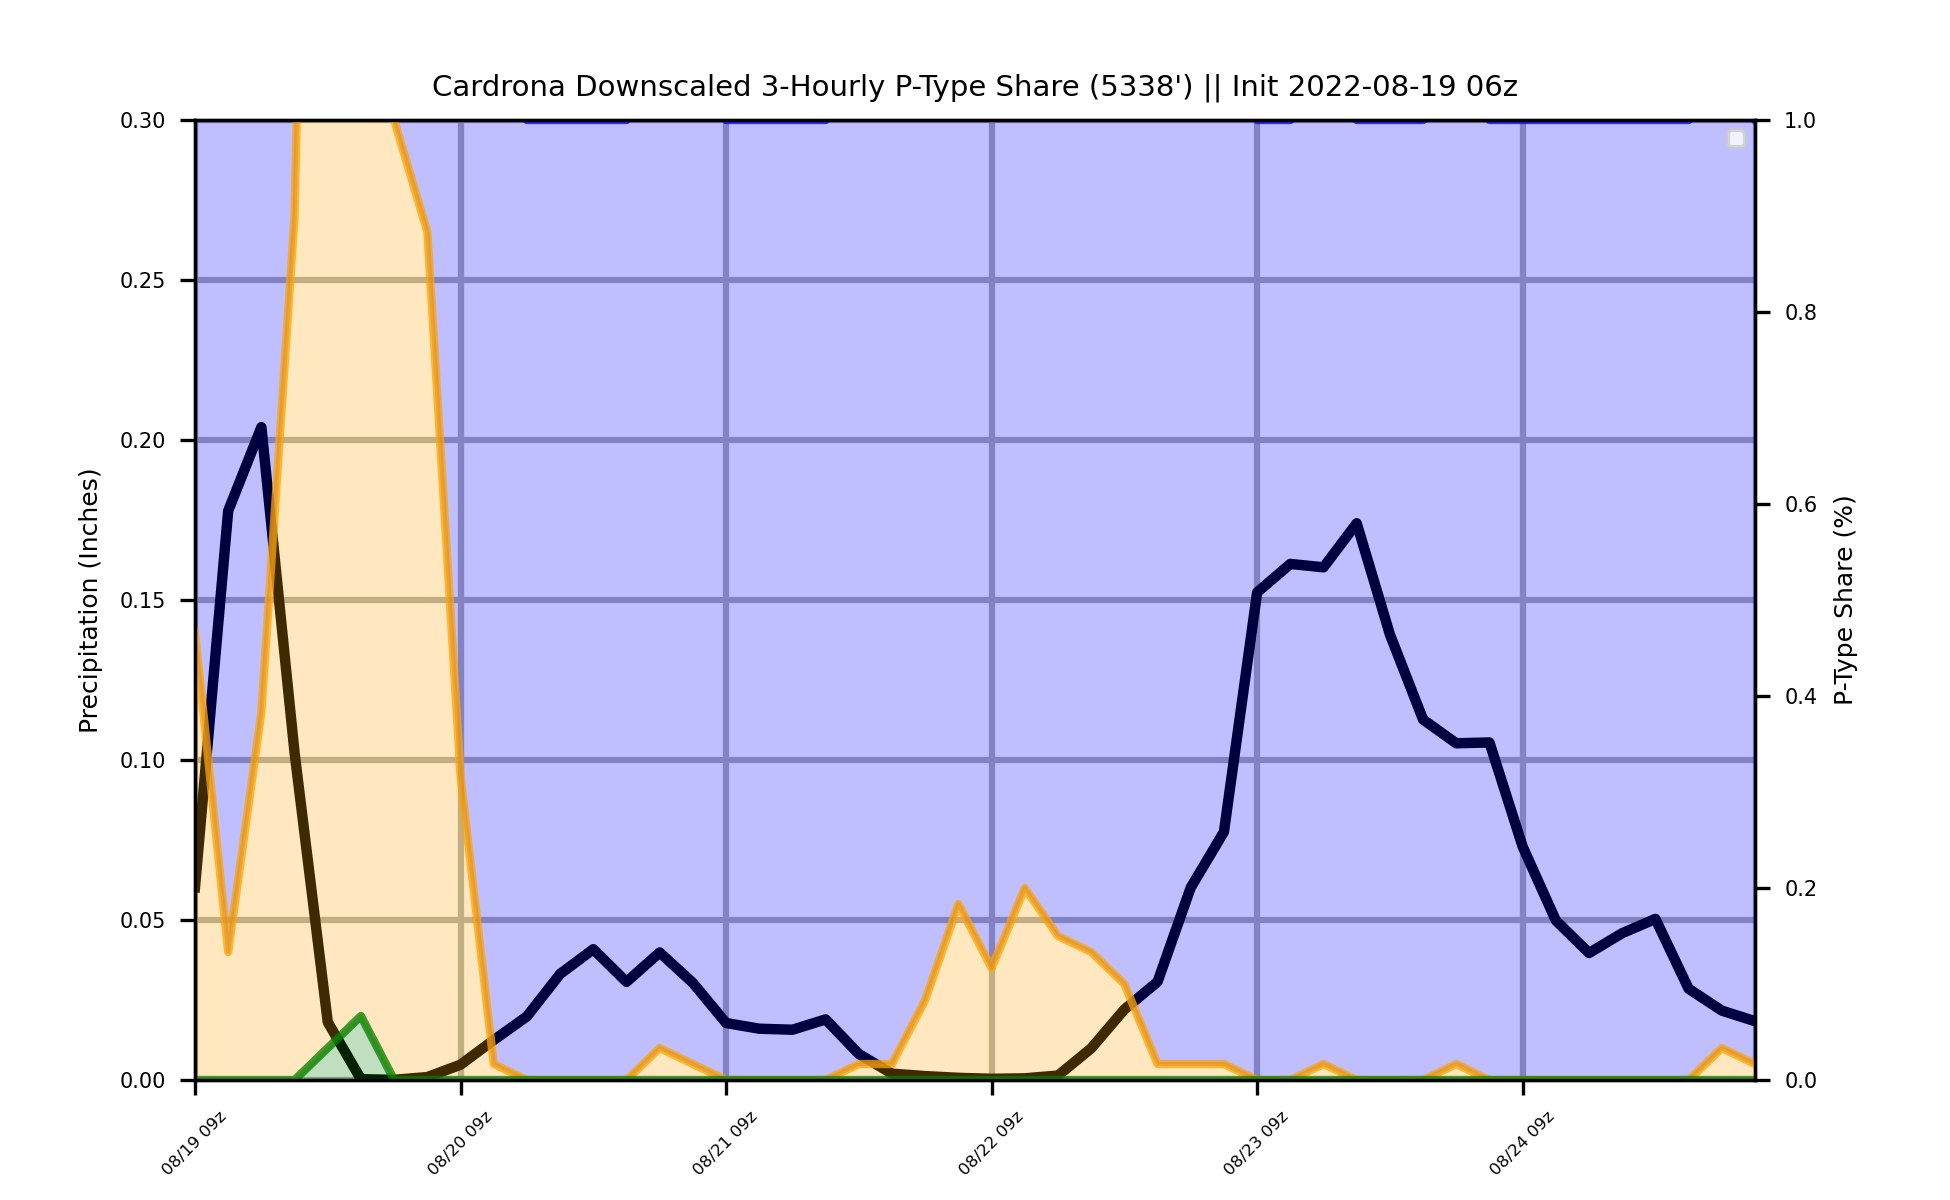 Cardrona Downscaled 3-Hourly P-Type Share (5338') || Init 2022-08-19 06z
0.30
0.25
0.20
0.15
0.10
0.05
0.00
Precipitation (Inches)
1.0
0.8
0.6
0.4
0.2
0.0
P-Type Share (%)
08/19 09z
08/20 09z
08/21 09z
08/22 09z
08/23 09z
08/24 09z